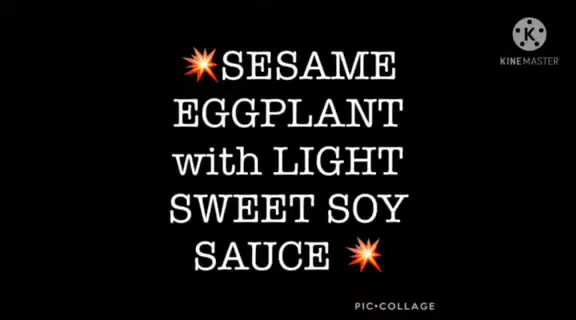 💥SESAME
EGGPLANT
with LIGHT
SWEET SOY
SAUCE 💥
KINEMASTER
PIC•COLLAGE